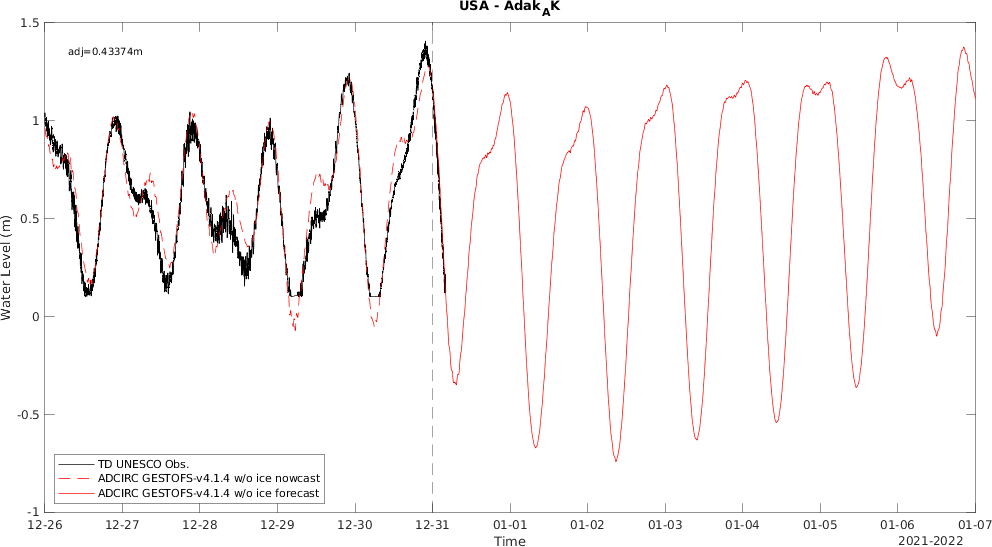 USA - Adak_AK
adj=0.43374m
1.5
1
0.5
0
-0.5
-1
Water Level (m)
TD UNESCO Obs.
ADCIRC GESTOFS-v4.1.4 w/o ice nowcast
ADCIRC GESTOFS-v4.1.4 w/o ice forecast
12-26 12-27 12-28 12-29 12-30 12-31 01-01 01-02 01-03 01-04 01-05 01-06 01-07
Time
2021-2022